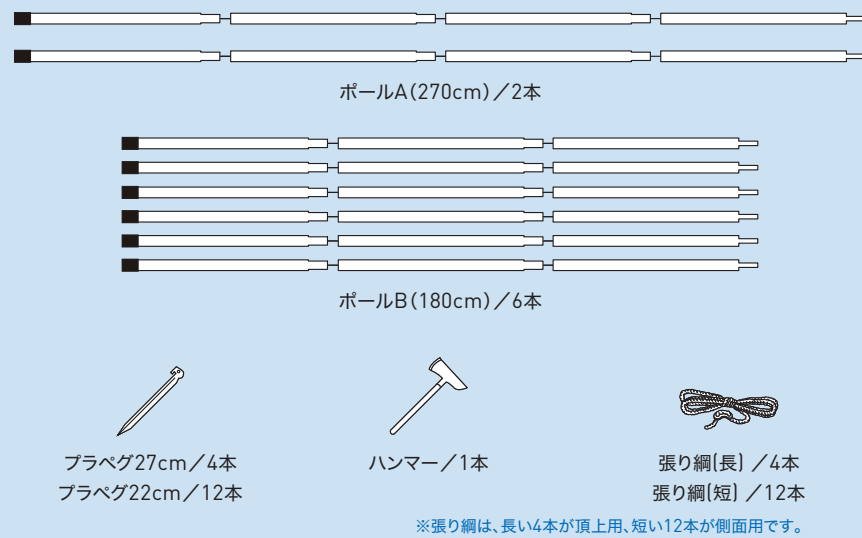 ポールA(270cm)／2本
ポールB(180cm)／6本
プラペグ27cm／4本
プラペグ22cm／12本
ハンマー／1本
張り綱[長] ／4本
張り綱[短] ／12本
※張り綱は、長い4本が頂上用、短い12本が側面用です。